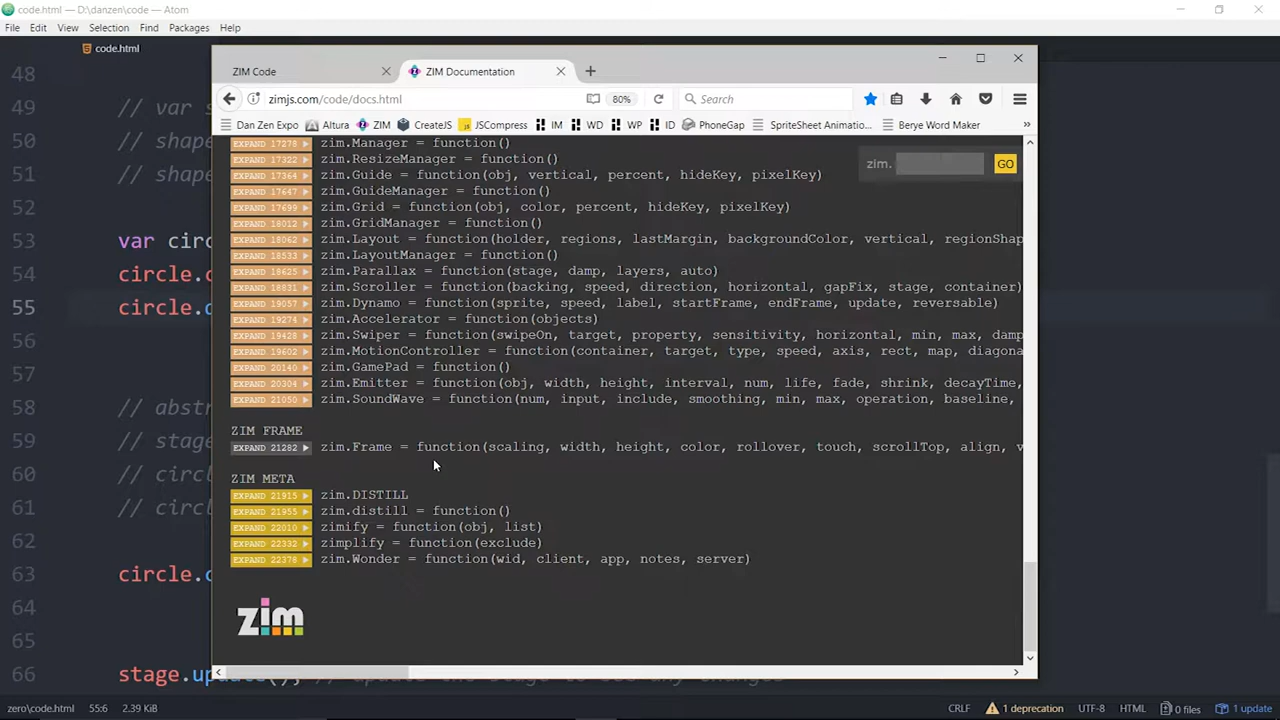 code.html — D:\danzen\code — Atom
File Edit View Selection Find Packages Help
code.html
ZIM Code
ZIM Documentation
zimjs.com/code/docs.html
80%
Search
Dan Zen Expo
Altura
ZIM
CreateJS
JSCompress
IM
WD
WP
ID
PhoneGap
SpriteSheet Animatio...
Berye Word Maker
zim.
GO
EXPAND 17278 zim.Manager = function()
EXPAND 17322 zim.ResizeManager = function()
EXPAND 17364 zim.Guide = function(obj, vertical, percent, hideKey, pixelKey)
EXPAND 17647 zim.GuideManager = function()
EXPAND 17699 zim.Grid = function(obj, color, percent, hideKey, pixelKey)
EXPAND 18012 zim.GridManager = function()
EXPAND 18062 zim.Layout = function(holder, regions, lastMargin, backgroundColor, vertical, regionShap
EXPAND 18533 zim.LayoutManager = function()
EXPAND 18625 zim.Parallax = function(stage, damp, layers, auto)
EXPAND 18831 zim.Scroller = function(backing, speed, direction, horizontal, gapFix, stage, container)
EXPAND 19057 zim.Dynamo = function(sprite, speed, label, startFrame, endFrame, update, reversable)
EXPAND 19274 zim.Accelerator = function(objects)
EXPAND 19428 zim.Swiper = function(swipeOn, target, property, sensitivity, horizontal, min, max, damp
EXPAND 19602 zim.MotionController = function(container, target, type, speed, axis, rect, map, diagona
EXPAND 20140 zim.GamePad = function()
EXPAND 20304 zim.Emitter = function(obj, width, height, interval, num, life, fade, shrink, decayTime,
EXPAND 21050 zim.SoundWave = function(num, input, include, smoothing, min, max, operation, baseline,
ZIM FRAME
EXPAND 21282 zim.Frame = function(scaling, width, height, color, rollover, touch, scrollTop, align, v
ZIM META
EXPAND 21915 zim.DISTILL
EXPAND 21955 zim.distill = function()
EXPAND 22010 zimify = function(obj, list)
EXPAND 22332 zimplify = function(exclude)
EXPAND 22378 zim.Wonder = function(wid, client, app, notes, server)
zim
48
49 // var s
50 // shape
51 // shape
52
53 var circ
54 circle.c
55 circle.c
56
57
58 // abstr
59 // stage
60 // circ
61 // circ
62
63 circle.c
64
65
66 stage.update();
zero\code.html 55:6 2.39 KiB
CRLF 1 deprecation UTF-8 HTML 0 files 1 update